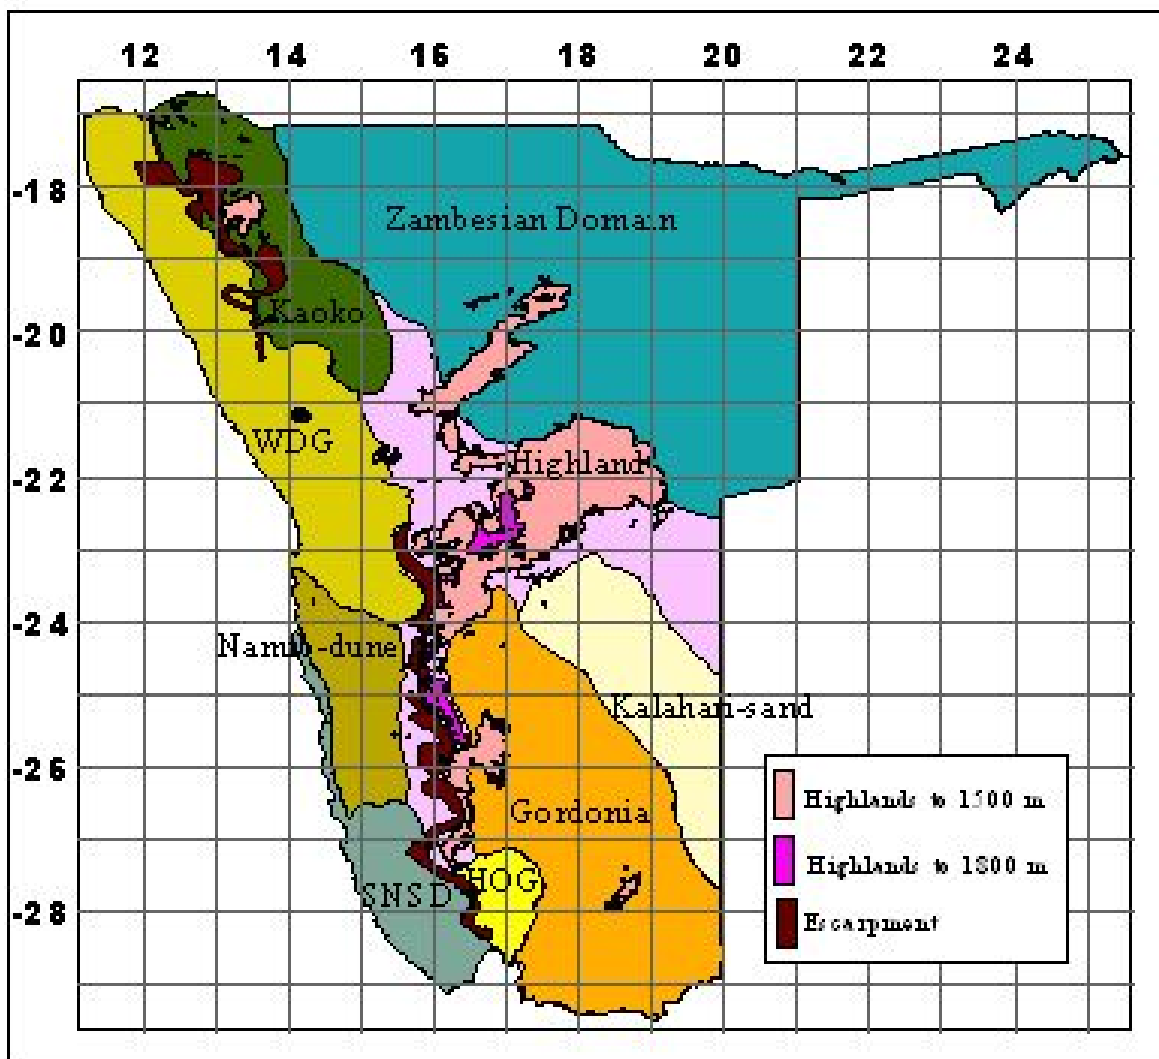 12 14 16 18 20 22 24
-18
Zambesian Domain
Kaoko
-20
WDG
Highland
-22
-24
Namib-dune
Kalahari-sand
-26
Highlands to 1500 m
Gordonia
Highlands to 1800 m
HOG
SNSD
-28
Escarpment